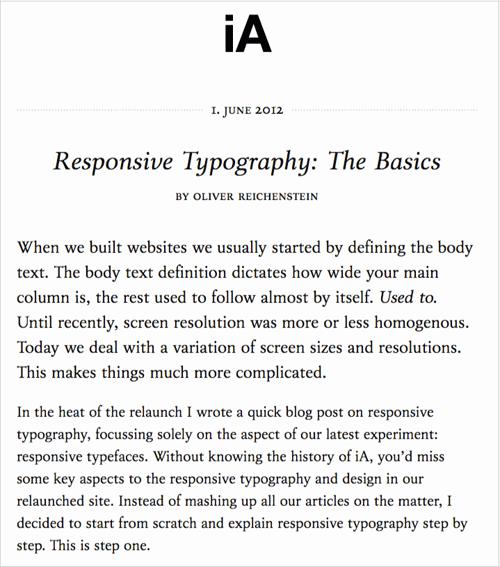 iA
1. JUNE 2012
Responsive Typography: The Basics
BY OLIVER REICHENSTEIN
When we built websites we usually started by defining the body
text. The body text definition dictates how wide your main
column is, the rest used to follow almost by itself. Used to.
Until recently, screen resolution was more or less homogenous.
Today we deal with a variation of screen sizes and resolutions.
This makes things much more complicated.
In the heat of the relaunch I wrote a quick blog post on responsive
typography, focussing solely on the aspect of our latest experiment:
responsive typefaces. Without knowing the history of iA, you’d miss
some key aspects to the responsive typography and design in our
relaunched site. Instead of mashing up all our articles on the matter, I
decided to start from scratch and explain responsive typography step by
step. This is step one.